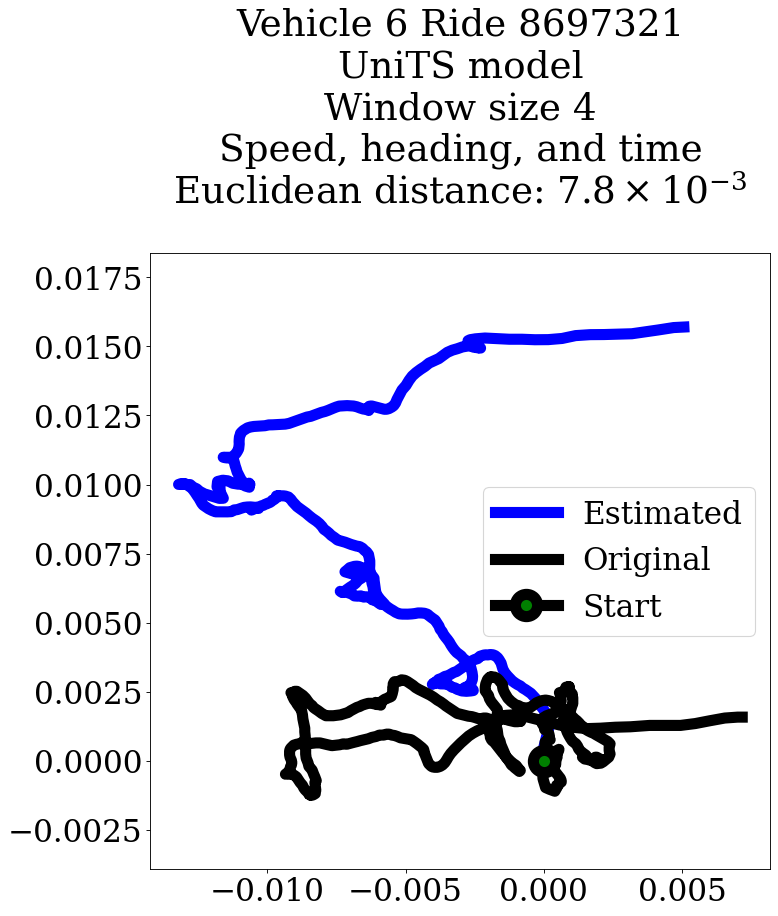 Vehicle 6 Ride 8697321
UniTS model
Window size 4
Speed, heading, and time
Euclidean distance: 7.8 × 10⁻³
0.0175
0.0150
0.0125
0.0100
0.0075
0.0050
0.0025
0.0000
−0.0025
Estimated
Original
Start
−0.010 −0.005 0.000 0.005